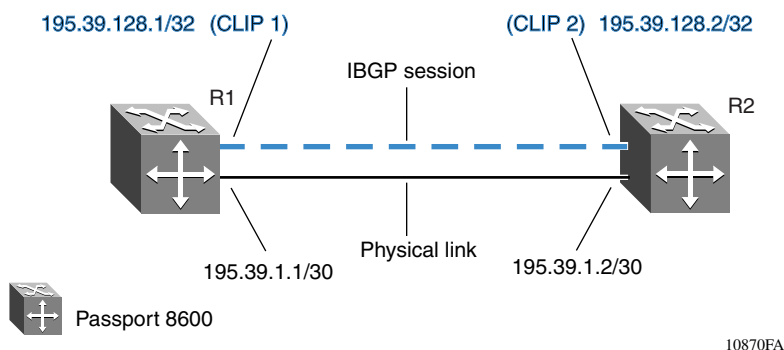 195.39.128.1/32 (CLIP 1)
(CLIP 2) 195.39.128.2/32
IBGP session
R1
R2
Physical link
195.39.1.1/30
195.39.1.2/30
Passport 8600
10870FA